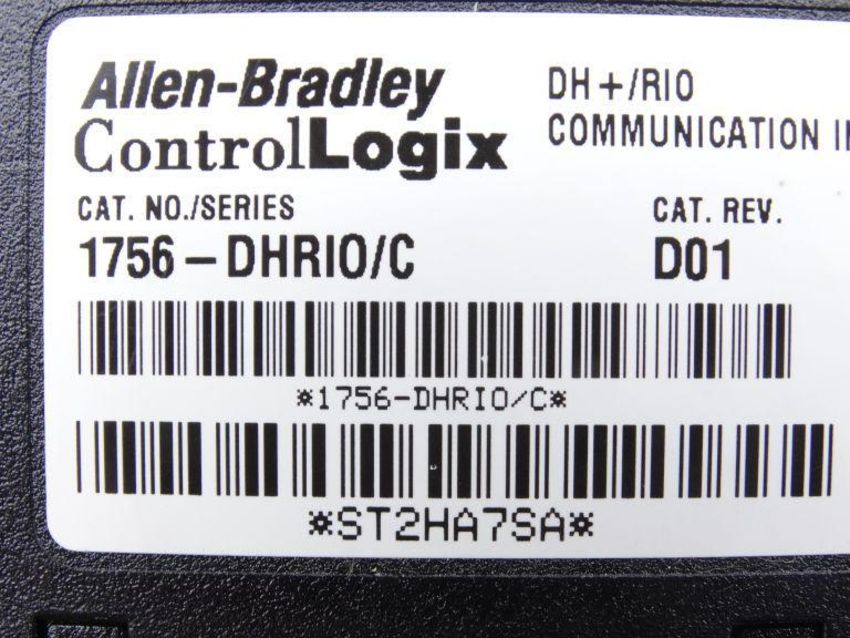 Allen-Bradley
ControlLogix
DH+/RIO
COMMUNICATION
CAT. NO./SERIES
1756-DHRIO/C
CAT. REV.
D01
*1756-DHRIO/C*
*ST2HA7SA*